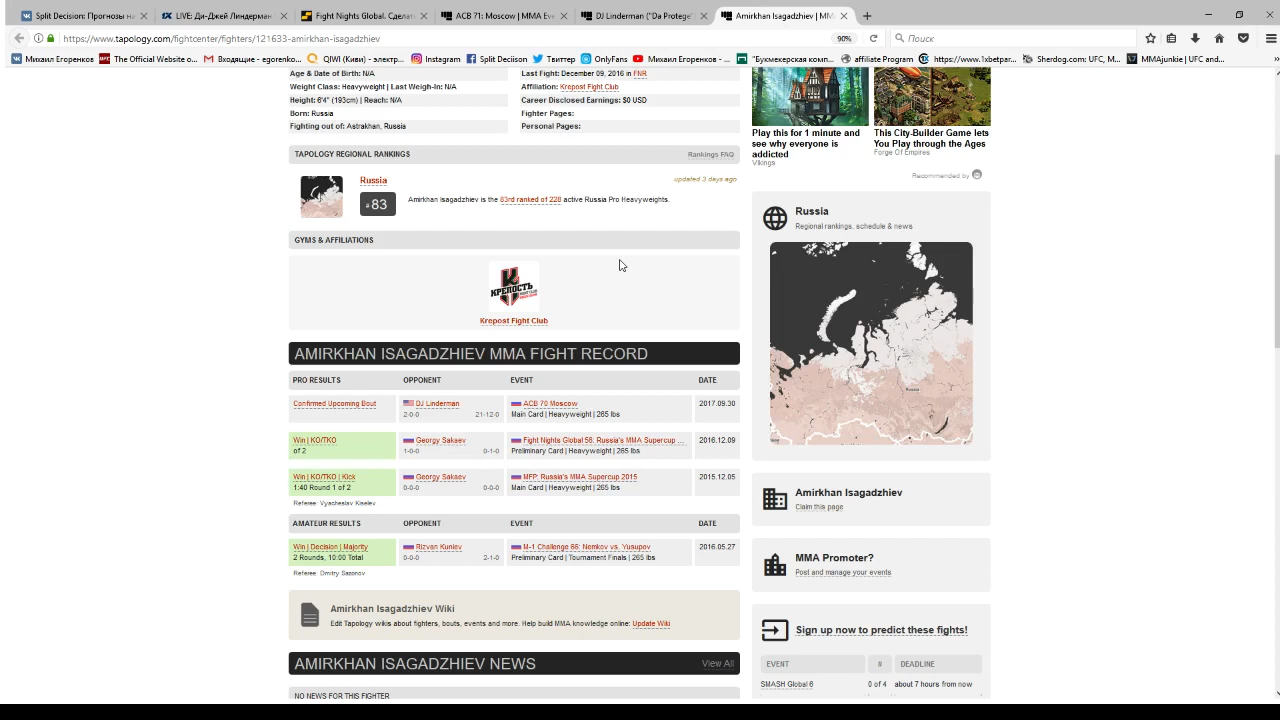 Split Decision: Прогнозы на
LIVE: Ди-Джей Линдерман
Fight Nights Global. Сделать
ACB 71: Moscow | MMA Eve
DJ Linderman ("Da Protege")
Amirkhan Isagadzhiev | MM
https://www.tapology.com/fightcenter/fighters/121633-amirkhan-isagadzhiev
90%
Поиск
Михаил Егоренков
The Official Website o...
Входящие - egorenko...
QIWI (Киви) - электр...
Instagram
Split Deciison
Твиттер
OnlyFans
Михаил Егоренков - ...
"Букмекерская комп...
affiliate Program
https://www.1xbetpar...
Sherdog.com: UFC, M...
MMAjunkie | UFC and...
Age & Date of Birth: N/A
Weight Class: Heavyweight | Last Weigh-In: N/A
Height: 6'4" (193cm) | Reach: N/A
Born: Russia
Fighting out of: Astrakhan, Russia
Last Fight: December 09, 2016 in FNR
Affiliation: Krepost Fight Club
Career Disclosed Earnings: $0 USD
Fighter Pages:
Personal Pages:
TAPOLOGY REGIONAL RANKINGS
Rankings FAQ
Russia
updated 3 days ago
#83
Amirkhan Isagadzhiev is the 83rd ranked of 228 active Russia Pro Heavyweights.
GYMS & AFFILIATIONS
КРЕПОСТЬ
Krepost Fight Club
AMIRKHAN ISAGADZHIEV MMA FIGHT RECORD
PRO RESULTS OPPONENT EVENT DATE
Confirmed Upcoming Bout DJ Linderman ACB 70 Moscow 2017.09.30
2-0-0 21-12-0 Main Card | Heavyweight | 265 lbs
Win | KO/TKO Georgy Sakaev Fight Nights Global 56: Russia's MMA Supercup ... 2016.12.09
of 2 1-0-0 0-1-0 Preliminary Card | Heavyweight | 265 lbs
Win | KO/TKO | Kick Georgy Sakaev MFP: Russia's MMA Supercup 2015 2015.12.05
1:40 Round 1 of 2 0-0-0 0-0-0 Main Card | Heavyweight | 265 lbs
Referee: Vyacheslav Kiselev
AMATEUR RESULTS OPPONENT EVENT DATE
Win | Decision | Majority Rizvan Kuniev M-1 Challenge 66: Nemkov vs. Yusupov 2016.05.27
2 Rounds, 10:00 Total 0-0-0 2-1-0 Preliminary Card | Tournament Finals | 265 lbs
Referee: Dmitry Sazonov
Amirkhan Isagadzhiev Wiki
Edit Tapology wikis about fighters, bouts, events and more. Help build MMA knowledge online: Update Wiki
AMIRKHAN ISAGADZHIEV NEWS
View All
NO NEWS FOR THIS FIGHTER
Play this for 1 minute and
see why everyone is
addicted
Vikings
This City-Builder Game lets
You Play through the Ages
Forge Of Empires
Recommended by
Russia
Regional rankings, schedule & news
Russia
Amirkhan Isagadzhiev
Claim this page
MMA Promoter?
Post and manage your events
Sign up now to predict these fights!
EVENT # DEADLINE
SMASH Global 6 0 of 4 about 7 hours from now